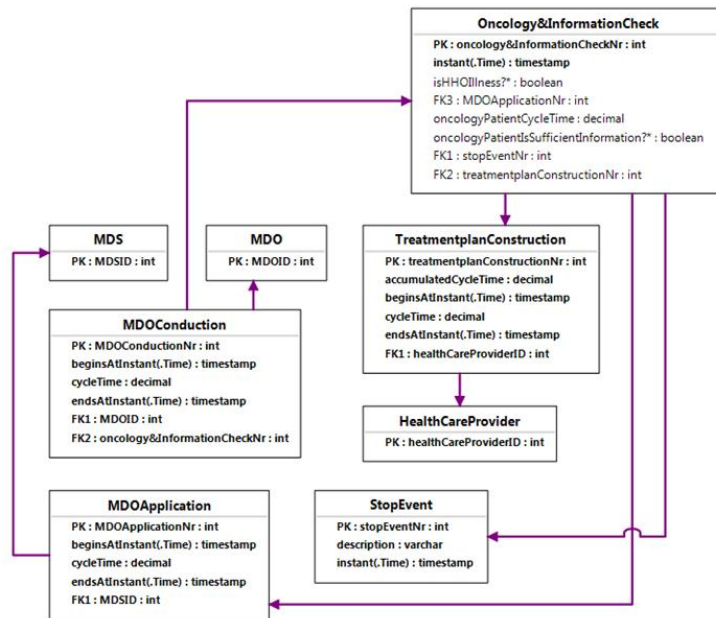 Oncology&InformationCheck
PK : oncology&InformationCheckNr : int
instant(.Time) : timestamp
isHHOIllness?* : boolean
FK3 : MDOApplicationNr : int
oncologyPatientCycleTime : decimal
oncologyPatientIsSufficientInformation?* : boolean
FK1 : stopEventNr : int
FK2 : treatmentplanConstructionNr : int
MDS
PK : MDSID : int
MDO
PK : MDOID : int
TreatmentplanConstruction
PK : treatmentplanConstructionNr : int
accumulatedCycleTime : decimal
beginsAtInstant(.Time) : timestamp
cycleTime : decimal
endsAtInstant(.Time) : timestamp
FK1 : healthCareProviderID : int
MDOConduction
PK : MDOConductionNr : int
beginsAtInstant(.Time) : timestamp
cycleTime : decimal
endsAtInstant(.Time) : timestamp
FK1 : MDOID : int
FK2 : oncology&InformationCheckNr : int
HealthCareProvider
PK : healthCareProviderID : int
MDOApplication
PK : MDOApplicationNr : int
beginsAtInstant(.Time) : timestamp
cycleTime : decimal
endsAtInstant(.Time) : timestamp
FK1 : MDSID : int
StopEvent
PK : stopEventNr : int
description : varchar
instant(.Time) : timestamp